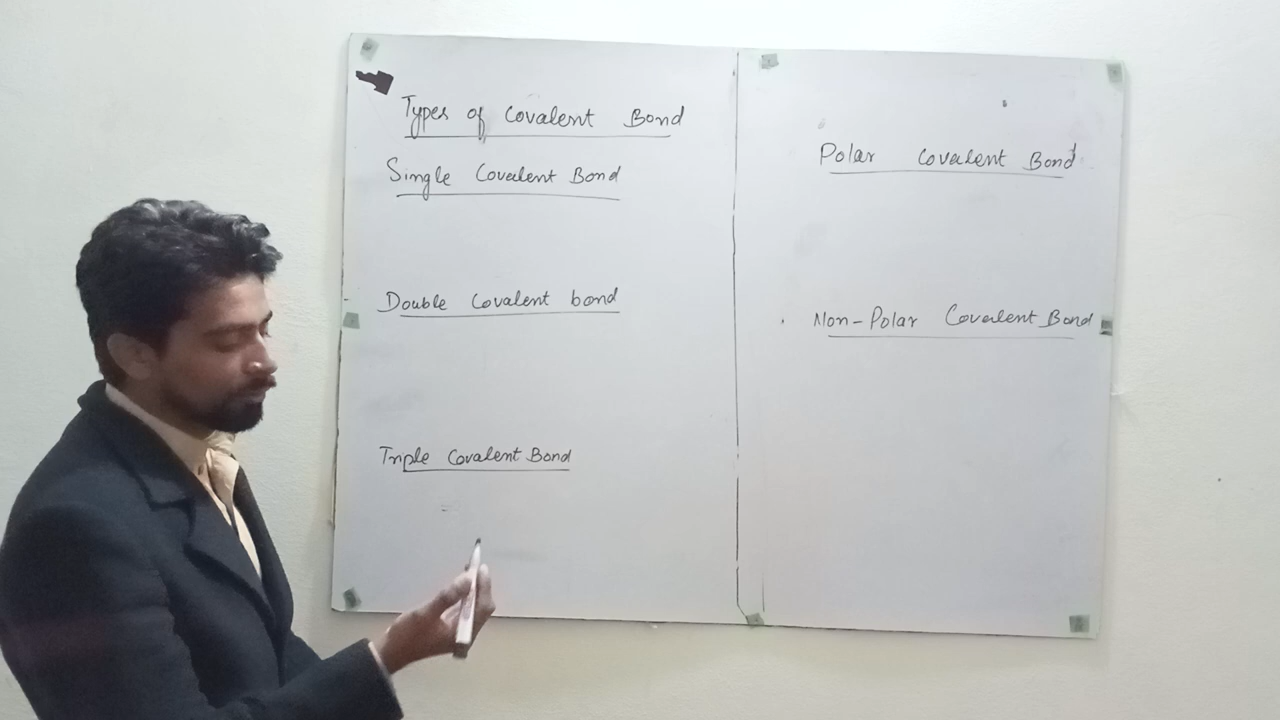 Types of Covalent Bond
Single Covalent Bond
Double Covalent bond
Triple Covalent Bond
Polar Covalent Bond
Non-Polar Covalent Bond